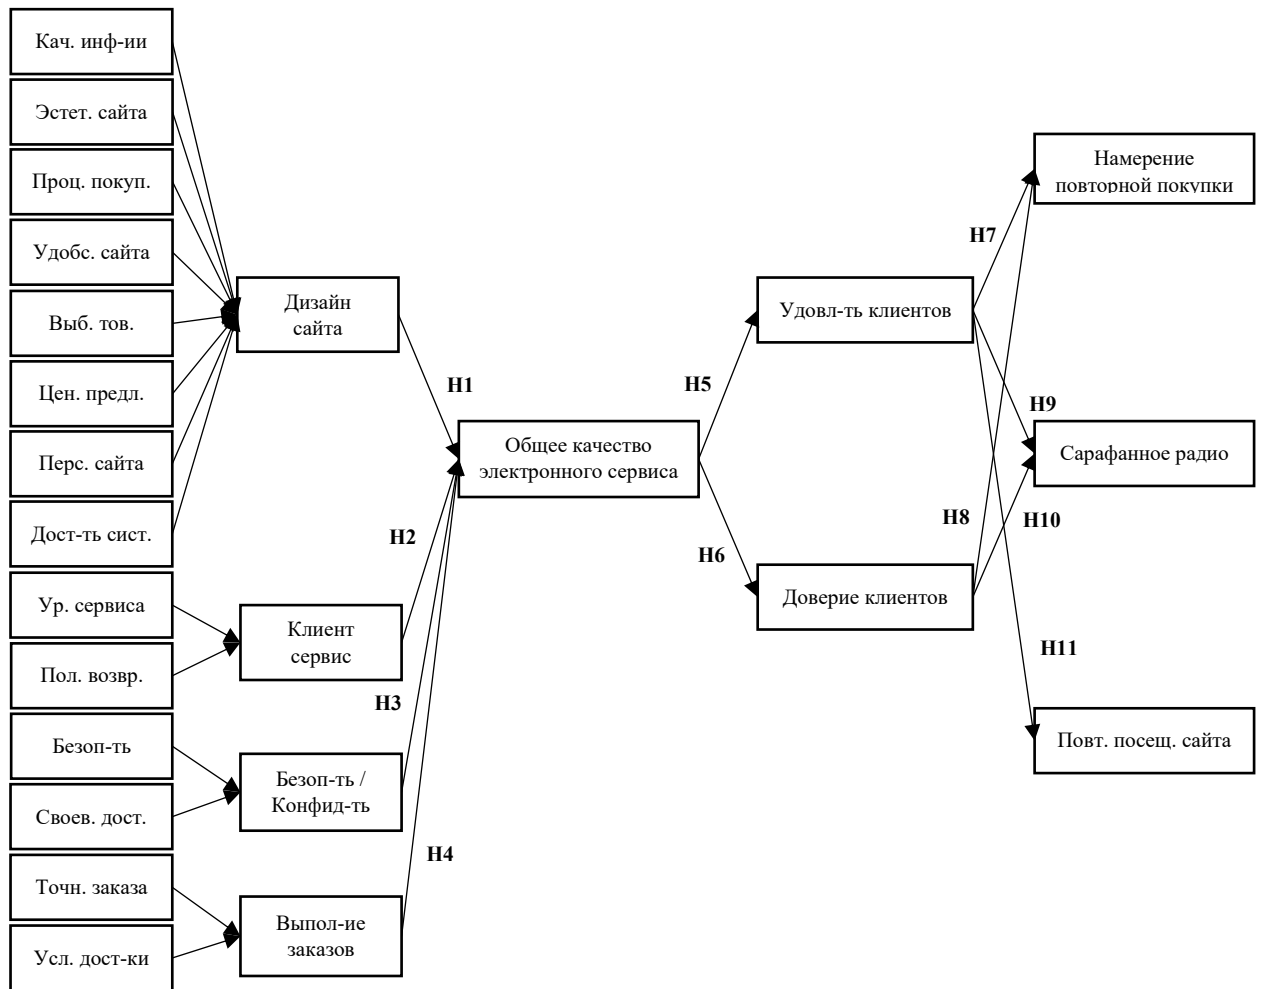 Кач. инф-ии
Эстет. сайта
Проц. покуп.
Удобс. сайта
Выб. тов.
Цен. предл.
Перс. сайта
Дост-ть сист.
Ур. сервиса
Пол. возвр.
Безоп-ть
Своев. дост.
Точн. заказа
Усл. дост-ки
Дизайн
сайта
Клиент
сервис
Безоп-ть /
Конфид-ть
Выпол-ие
заказов
H1
H2
H3
H4
Общее качество
электронного сервиса
H5
H6
Удовл-ть клиентов
Доверие клиентов
H7
H8
H9
H10
H11
Намерение
повторной покупки
Сарафанное радио
Повт. посещ. сайта